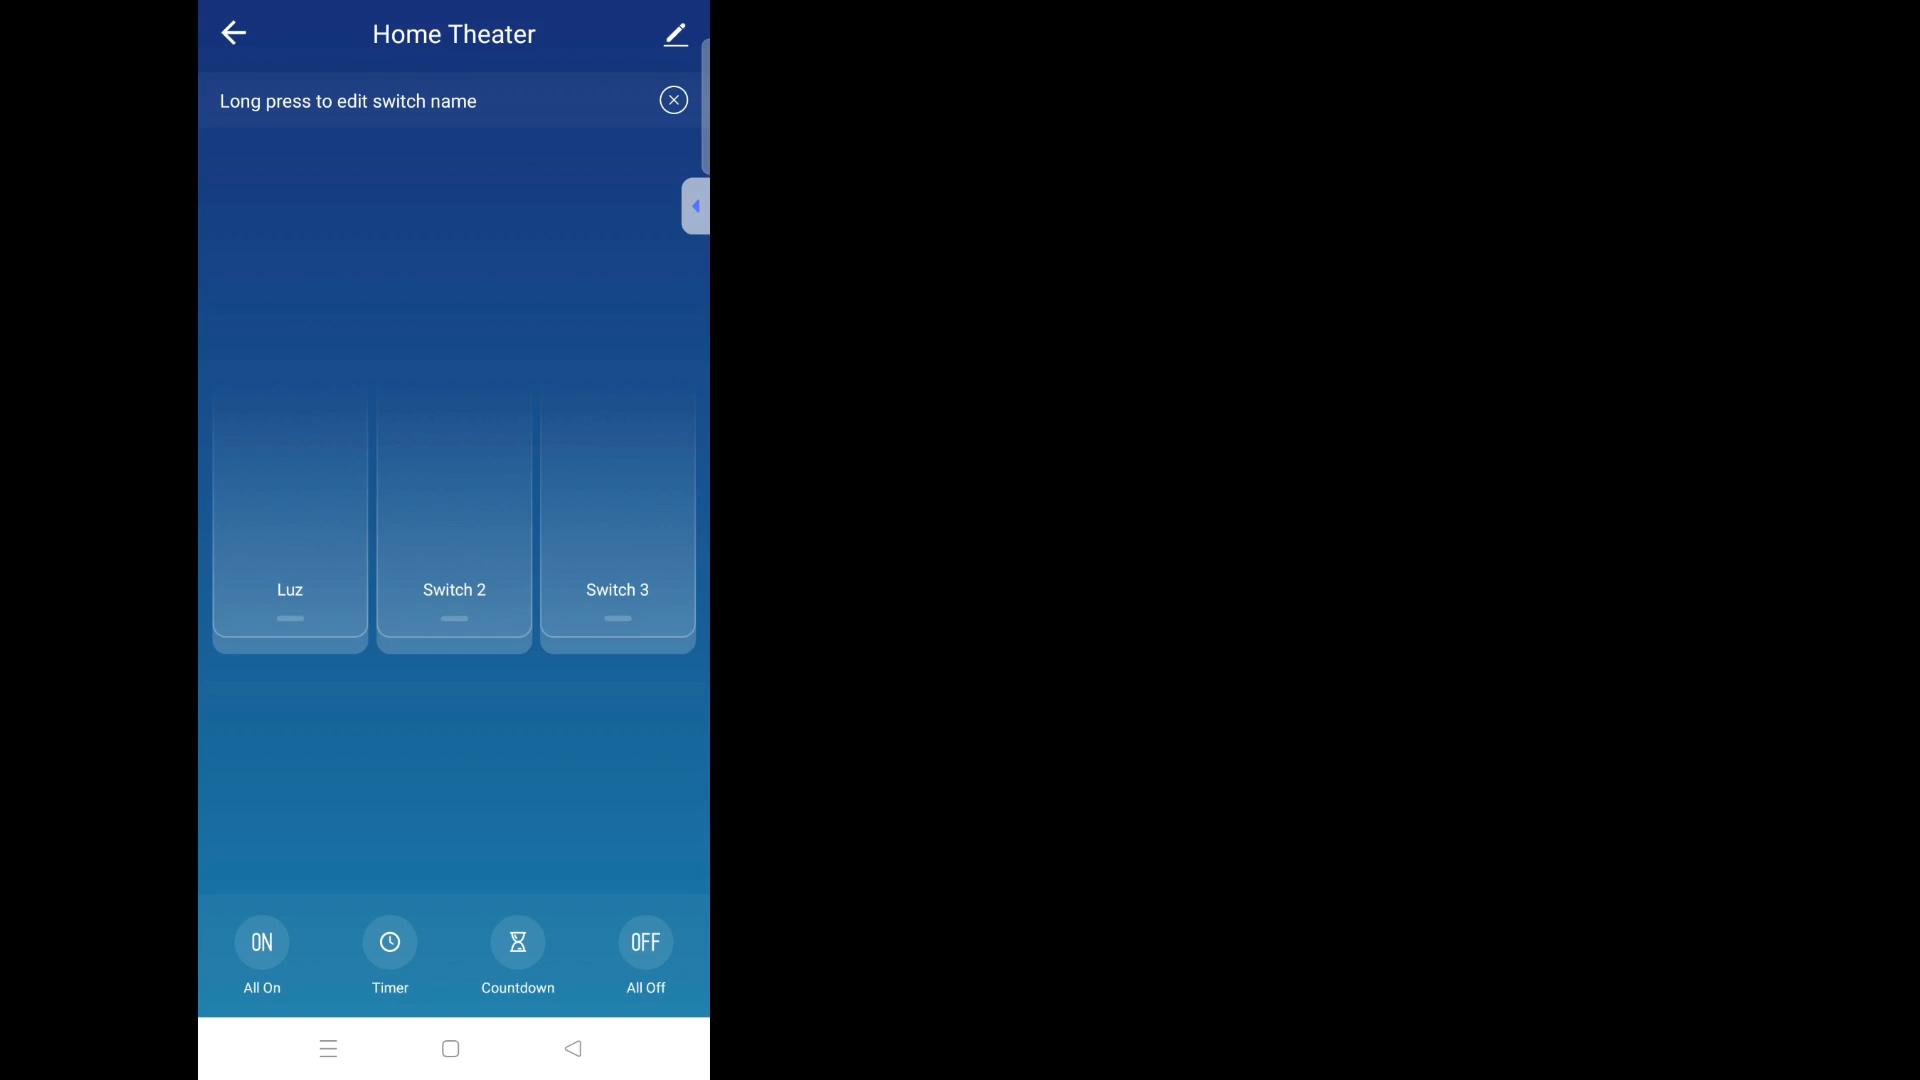 Home Theater
Long press to edit switch name
Luz
Switch 2
Switch 3
ON
OFF
All On
Timer
Countdown
All Off